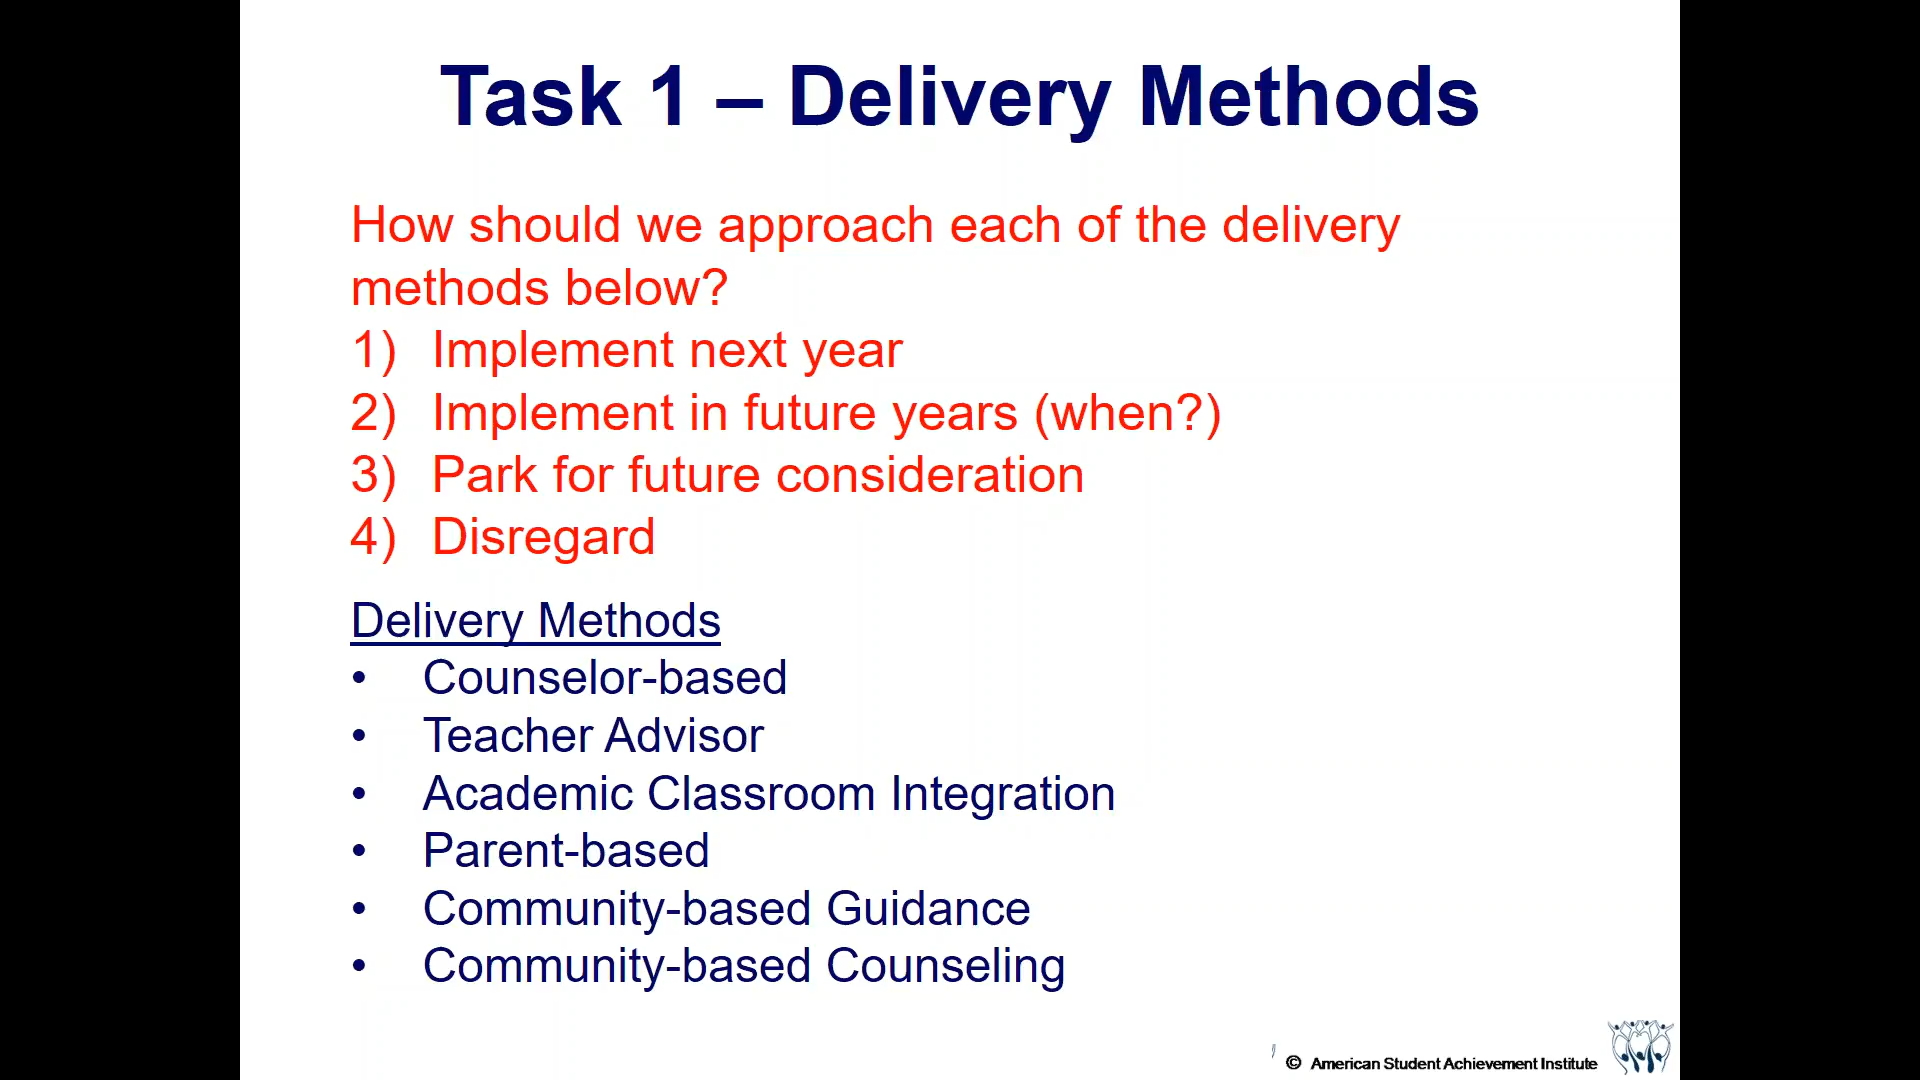 Task 1 – Delivery Methods
How should we approach each of the delivery
methods below?
1) Implement next year
2) Implement in future years (when?)
3) Park for future consideration
4) Disregard
Delivery Methods
• Counselor-based
• Teacher Advisor
• Academic Classroom Integration
• Parent-based
• Community-based Guidance
• Community-based Counseling
© American Student Achievement Institute